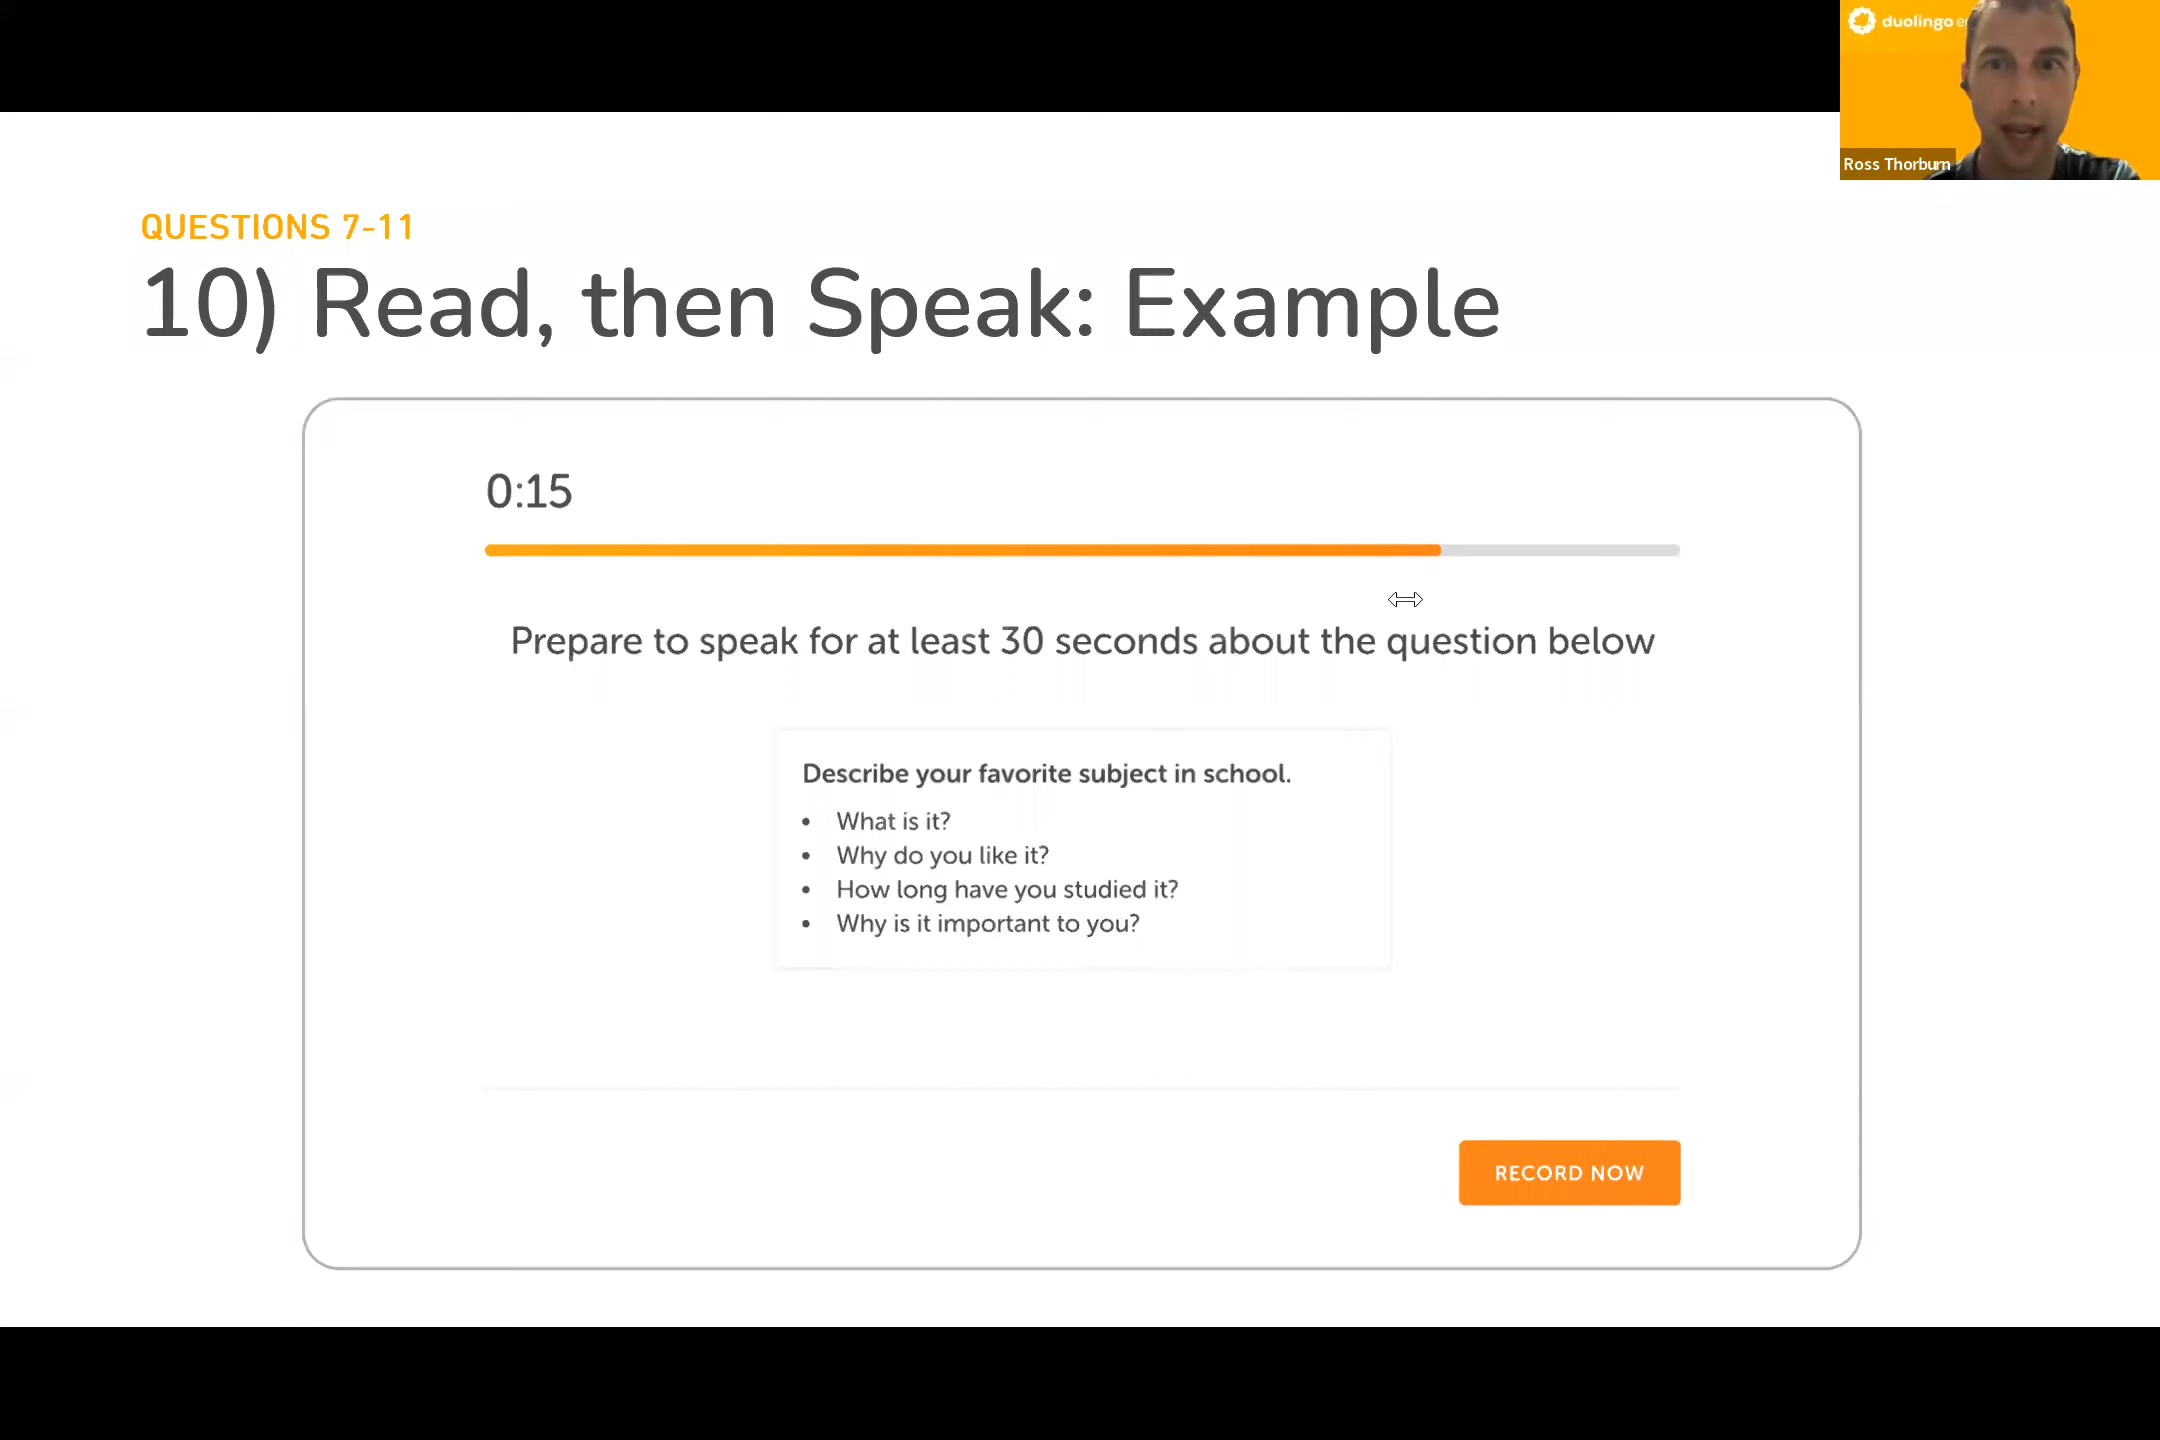 duolingo
Ross Thorburn
QUESTIONS 7-11
10) Read, then Speak: Example
0:15
Prepare to speak for at least 30 seconds about the question below
Describe your favorite subject in school.
• What is it?
• Why do you like it?
• How long have you studied it?
• Why is it important to you?
RECORD NOW